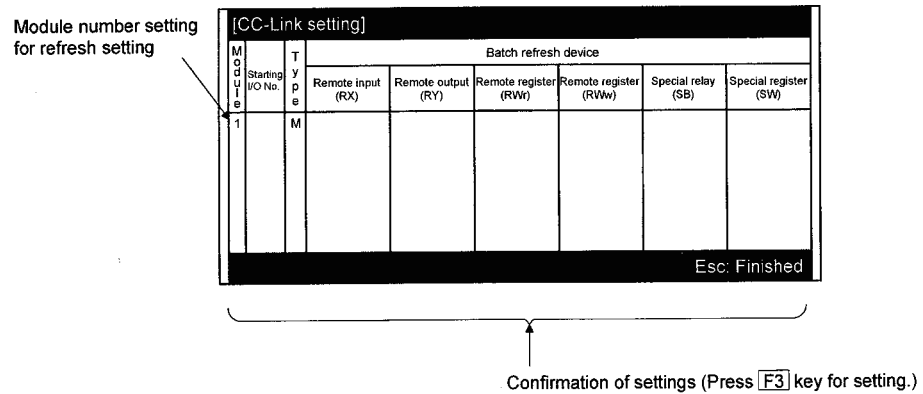 Module number setting
for refresh setting
[CC-Link setting]
Module
Starting
I/O No.
Type
Batch refresh device
Remote input
(RX)
Remote output
(RY)
Remote register
(RWr)
Remote register
(RWw)
Special relay
(SB)
Special register
(SW)
1
M
Esc: Finished
Confirmation of settings (Press F3 key for setting.)